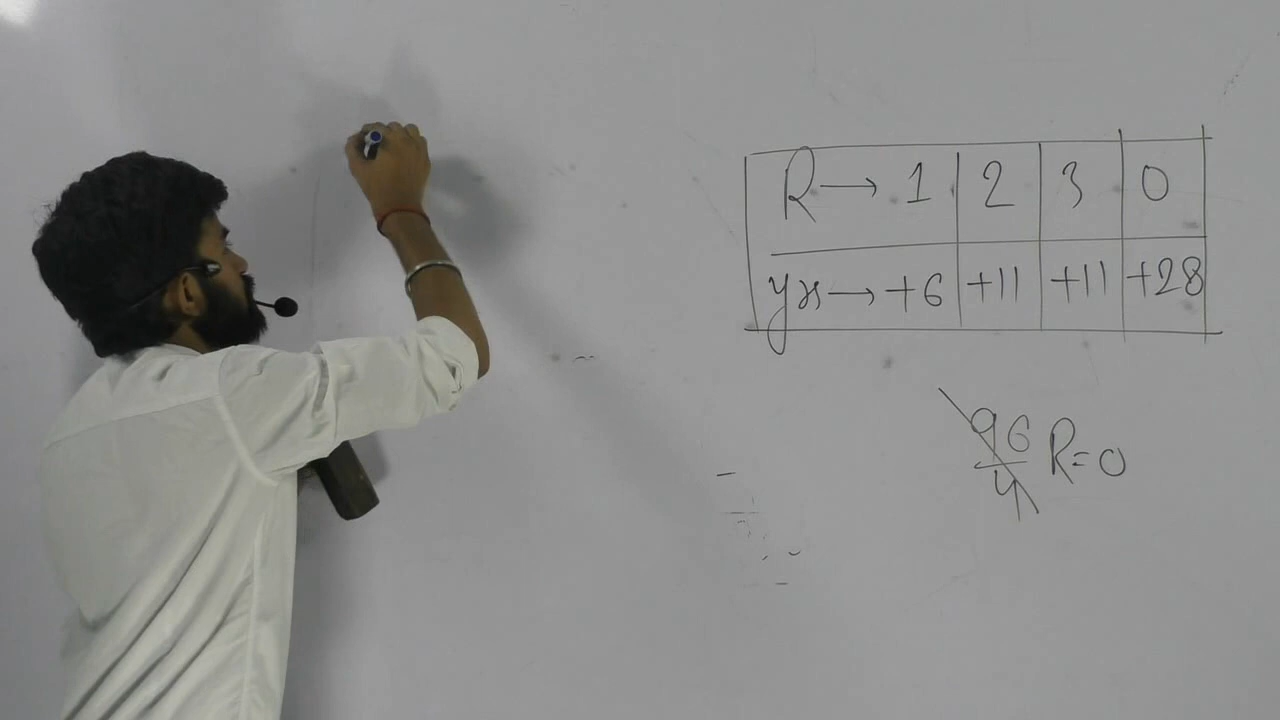 R → 1 2 3 0
yr → +6 +11 +11 +28
96/4 R=0